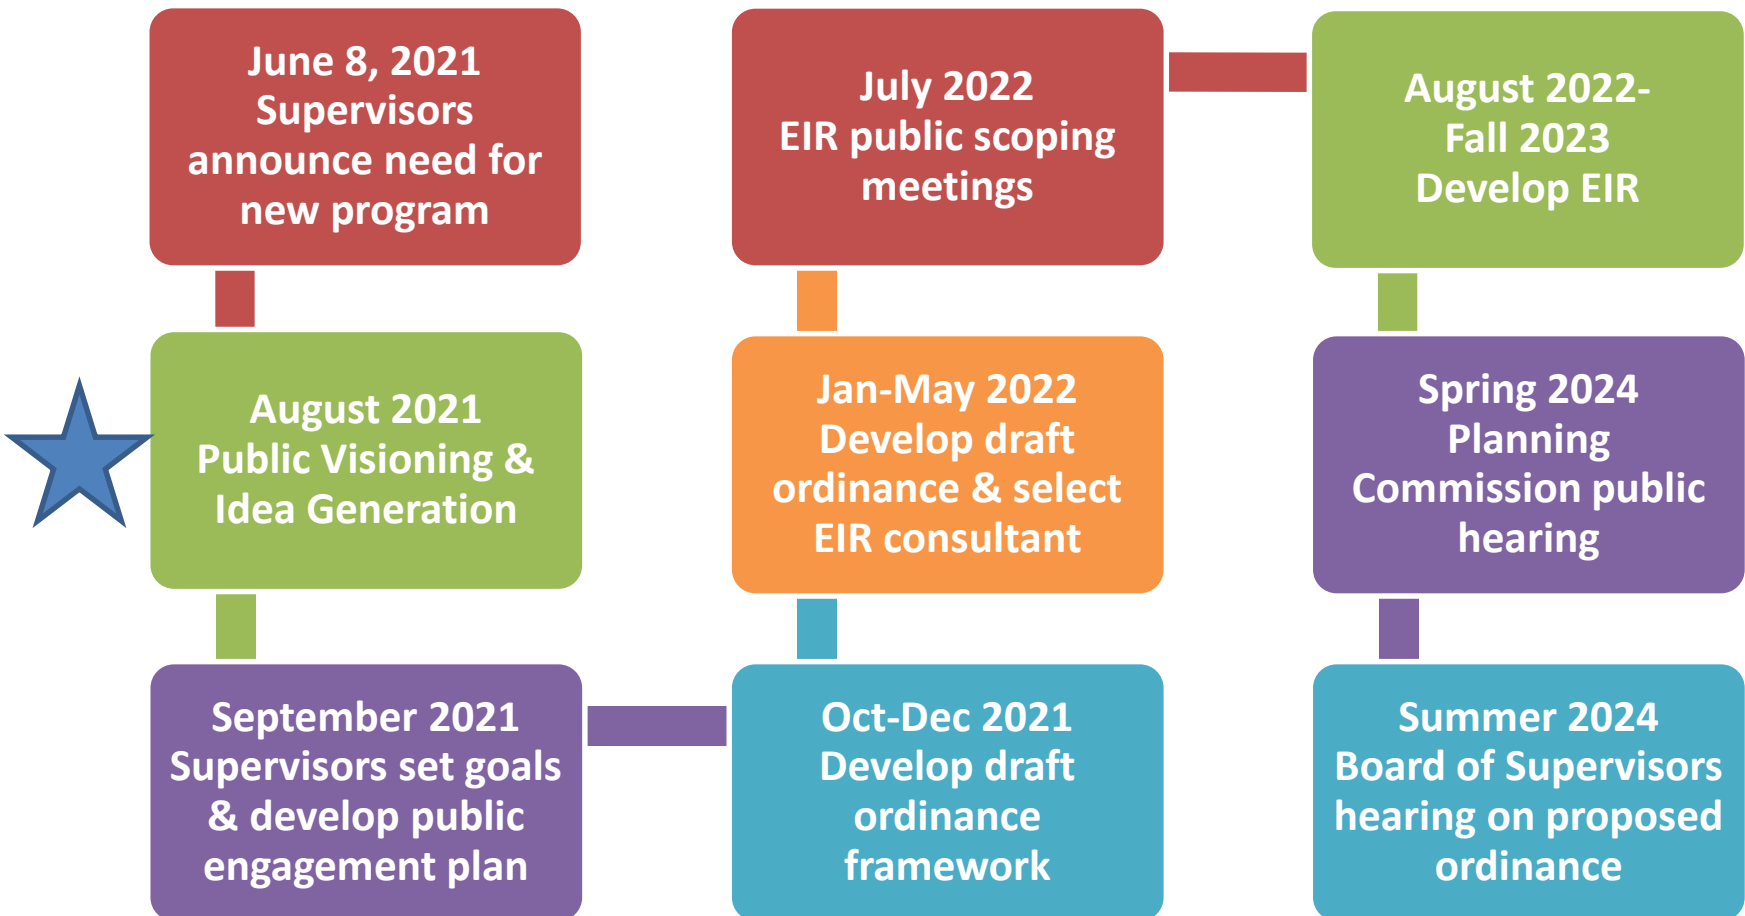 June 8, 2021
Supervisors
announce need for
new program
August 2021
Public Visioning &
Idea Generation
September 2021
Supervisors set goals
& develop public
engagement plan
Oct-Dec 2021
Develop draft
ordinance
framework
Jan-May 2022
Develop draft
ordinance & select
EIR consultant
July 2022
EIR public scoping
meetings
August 2022-
Fall 2023
Develop EIR
Spring 2024
Planning
Commission public
hearing
Summer 2024
Board of Supervisors
hearing on proposed
ordinance